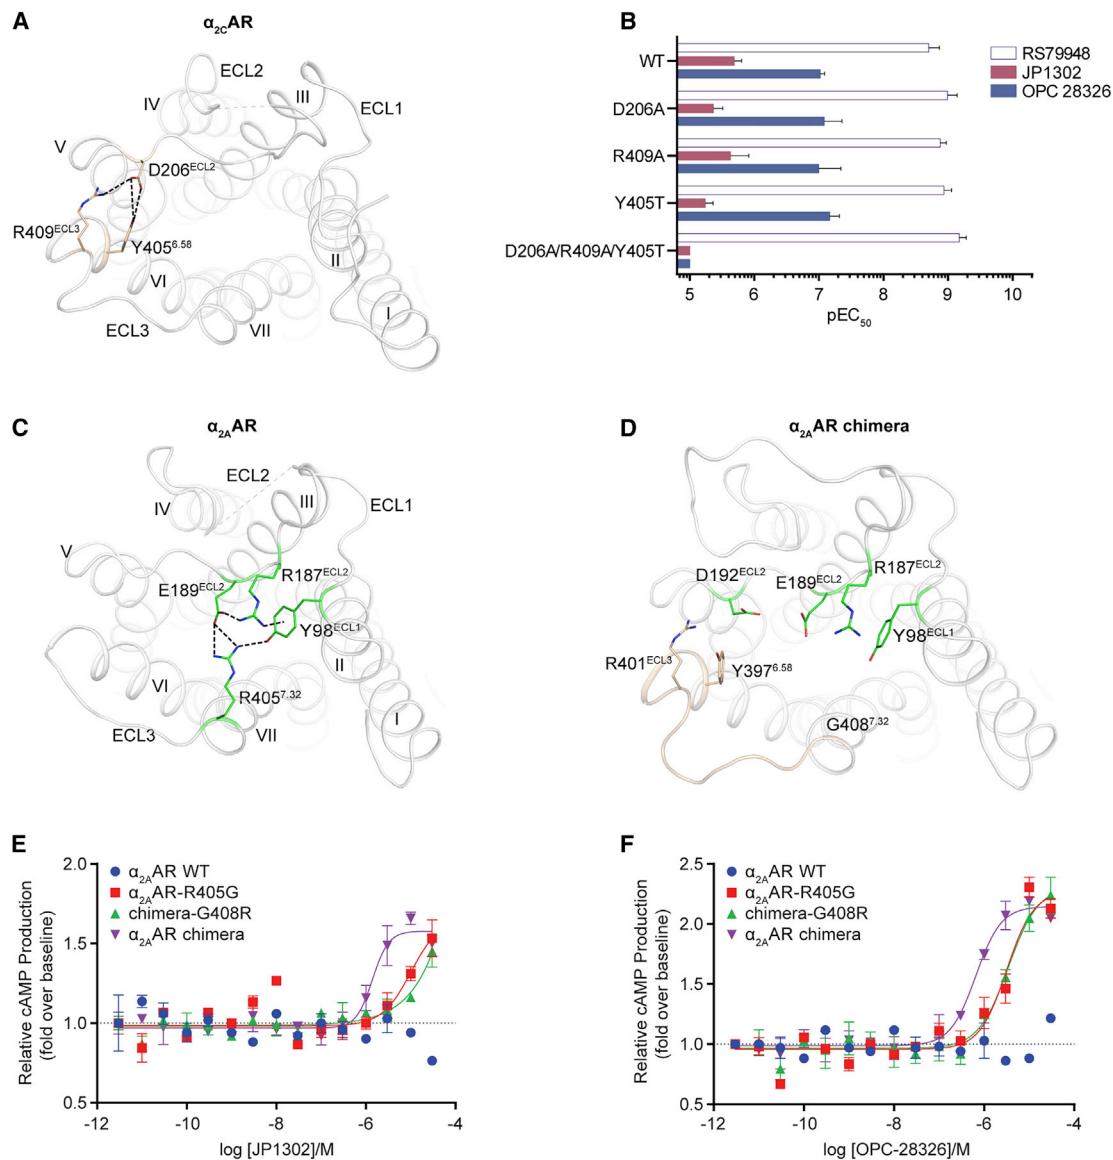 A
α2CAR
ECL2
III
ECL1
IV
V
D206ECL2
R409ECL3
Y4056.58
II
VI
I
ECL3
VII
B
RS79948
JP1302
OPC 28326
WT
D206A
R409A
Y405T
D206A/R409A/Y405T
5 6 7 8 9 10
pEC50
C
α2AAR
ECL2
ECL1
III
IV
V
R187ECL2
E189ECL2
Y98ECL1
II
VI
R4057.32
I
ECL3
VII
D
α2AAR chimera
R187ECL2
D192ECL2
E189ECL2
Y98ECL1
R401ECL3
Y3976.58
G4087.32
E
2.0
1.5
1.0
0.5
Relative cAMP Production
(fold over baseline)
α2AAR WT
α2AAR-R405G
chimera-G408R
α2AAR chimera
-12 -10 -8 -6 -4
log [JP1302]/M
F
2.5
2.0
1.5
1.0
0.5
Relative cAMP Production
(fold over baseline)
α2AAR WT
α2AAR-R405G
chimera-G408R
α2AAR chimera
-12 -10 -8 -6 -4
log [OPC-28326]/M